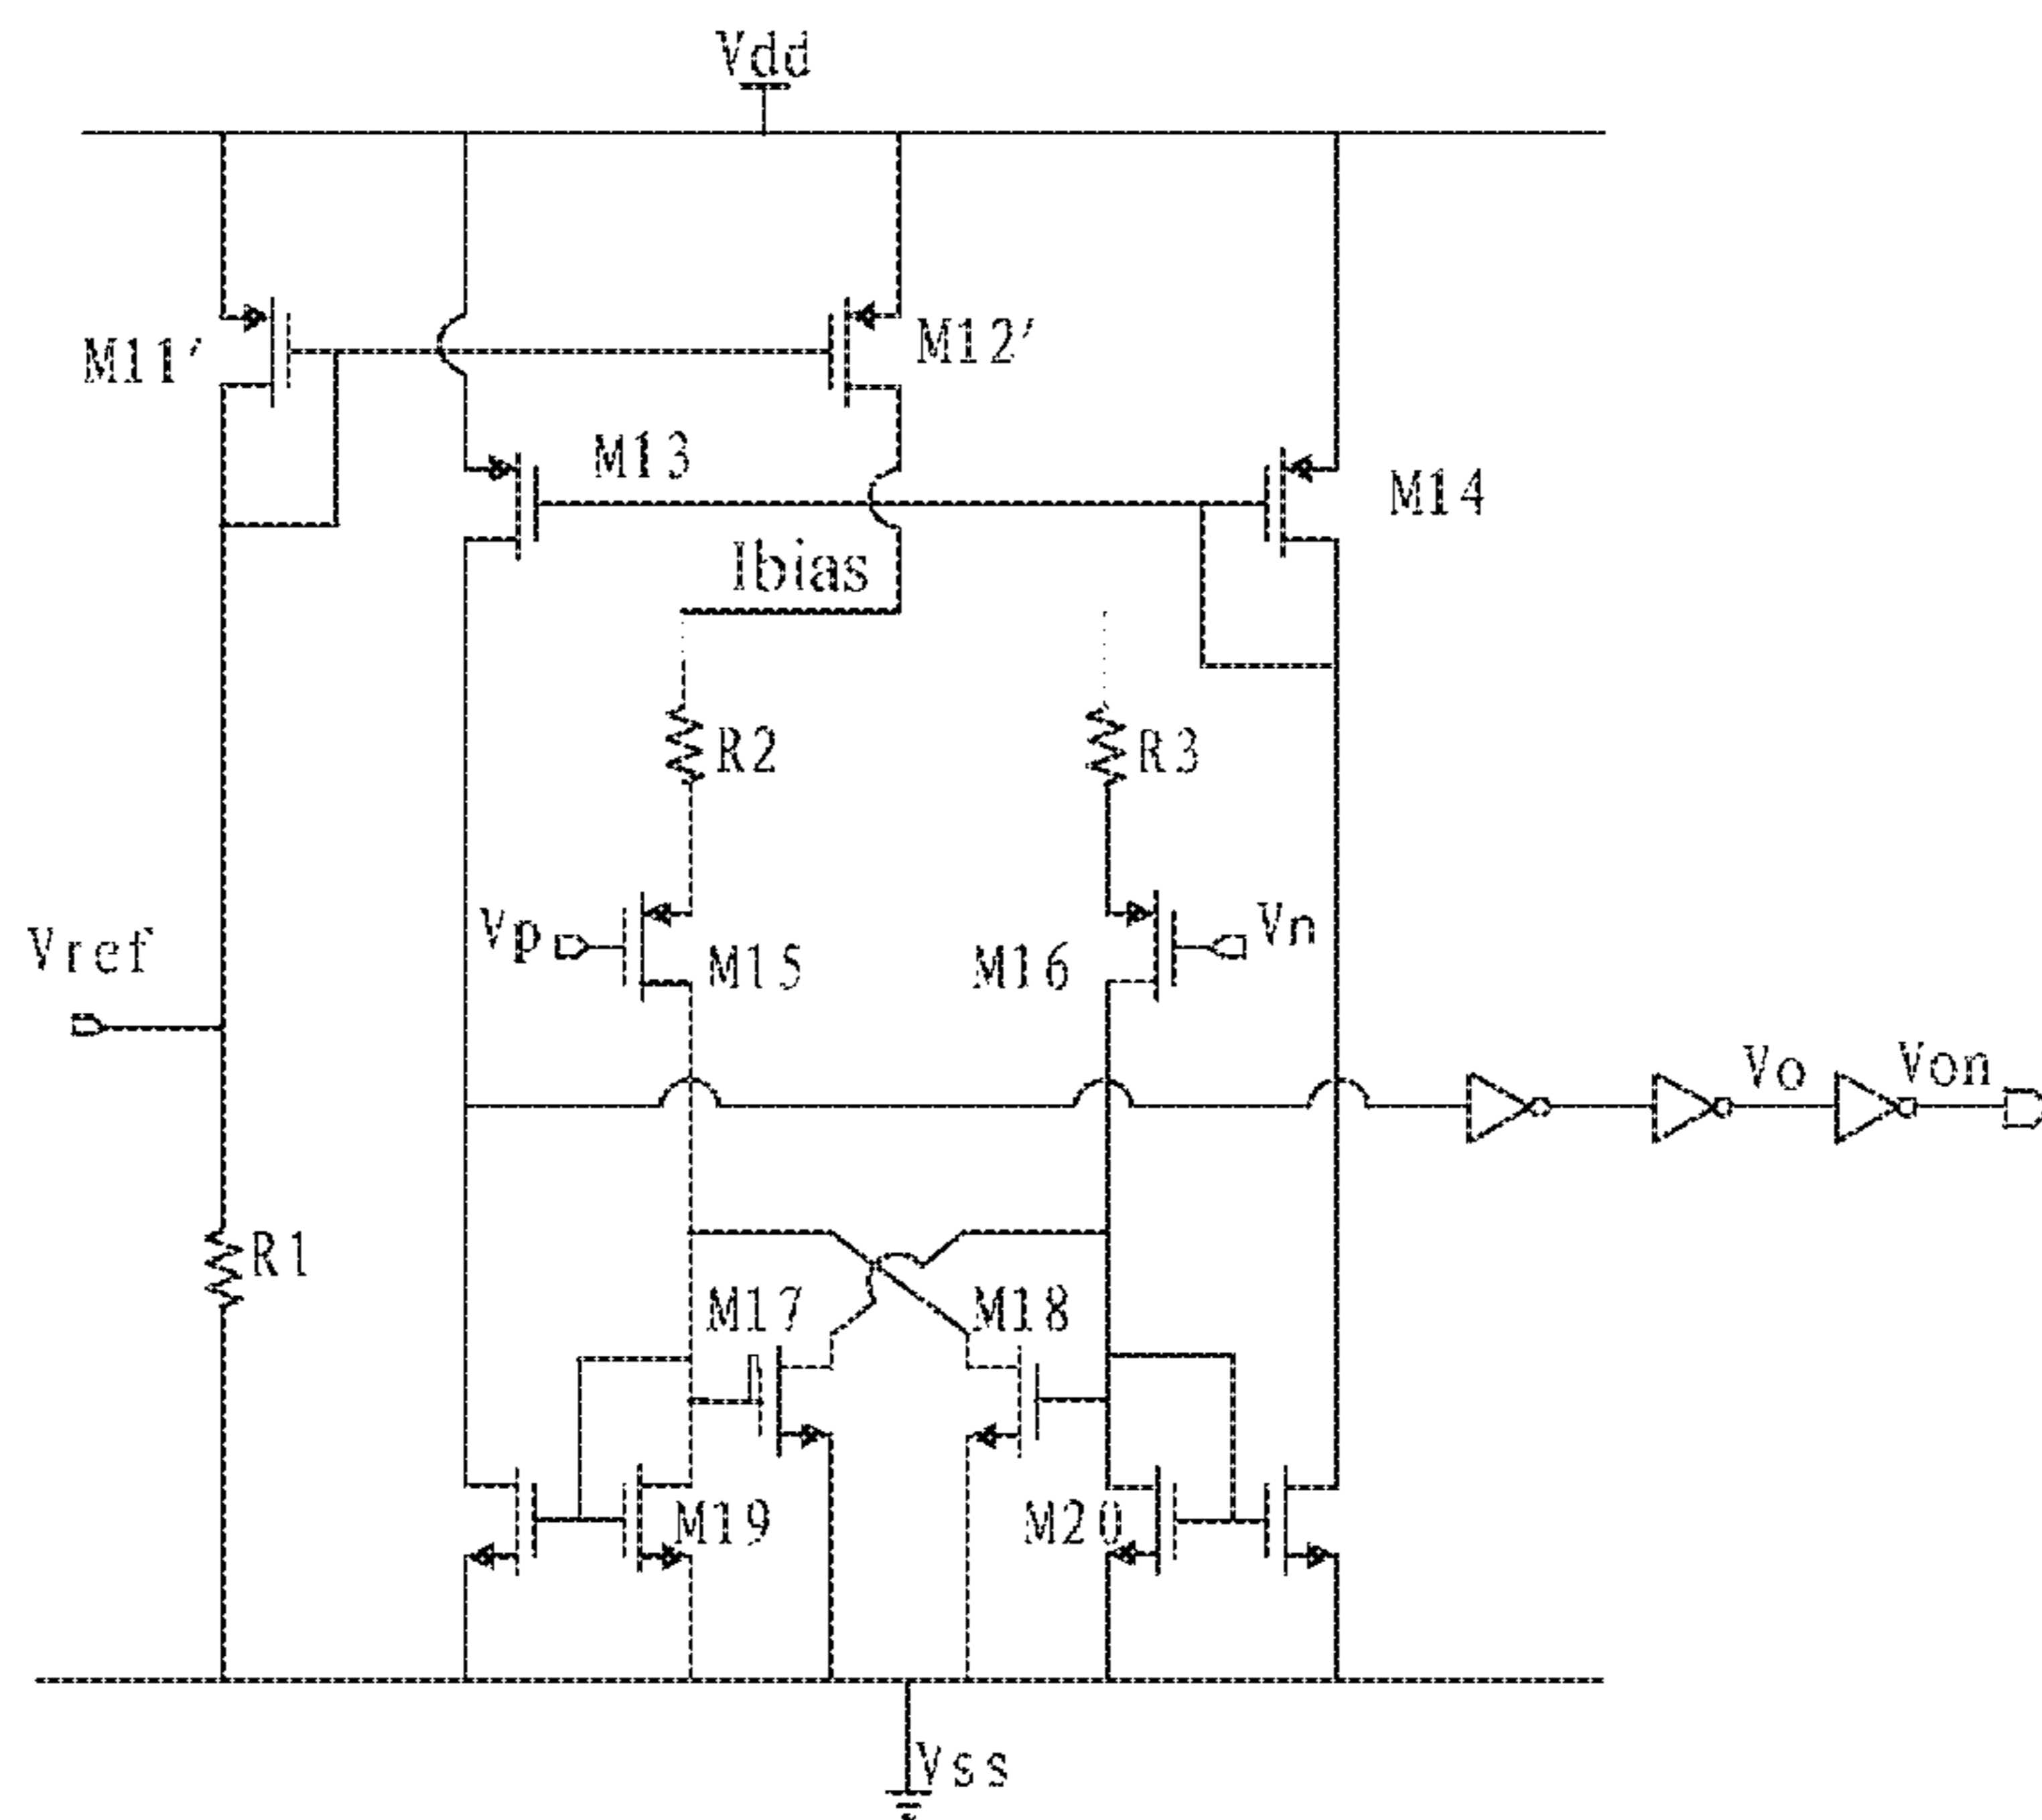 Vdd
M11'
M12'
M13
M14
Ibias
R2
R3
Vp
Vn
M15
M16
Vref
Vo
Von
R1
M17
M18
M19
M20
Vss